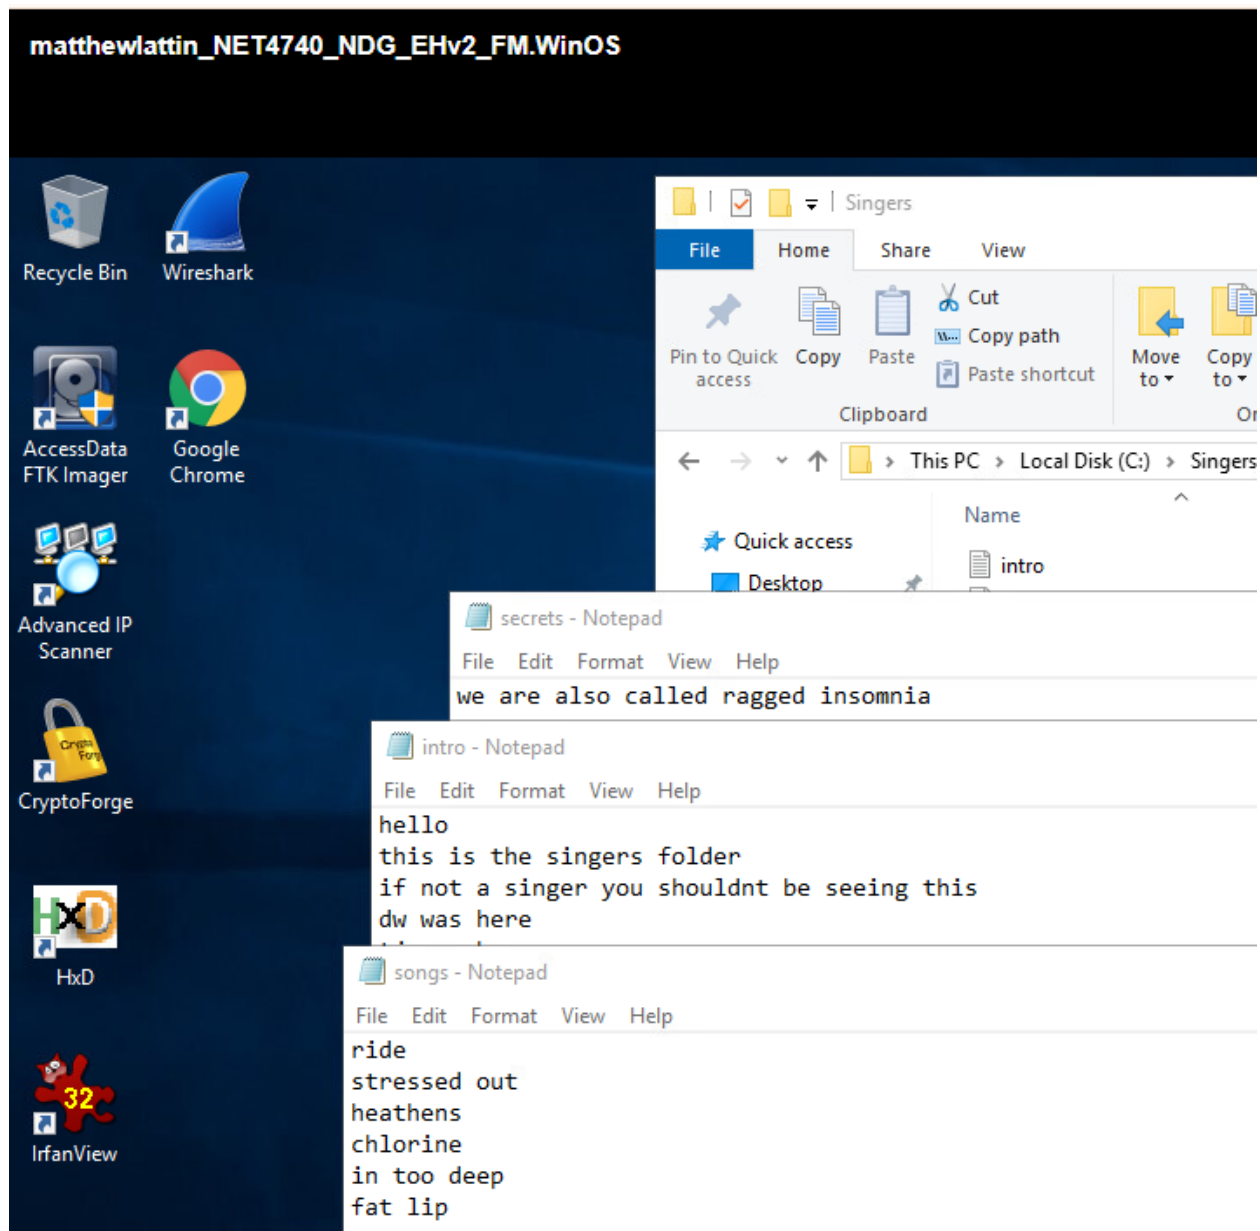 matthewlattin_NET4740_NDG_EHv2_FM.WinOS
Recycle Bin
Wireshark
AccessData
FTK Imager
Google
Chrome
Advanced IP
Scanner
CryptoForge
HxD
32
IrfanView
Singers
File Home Share View
Pin to Quick
access
Copy
Paste
Cut
Copy path
Paste shortcut
Move
to
Copy
to
Clipboard
This PC > Local Disk (C:) > Singers
Name
Quick access
Desktop
intro
secrets - Notepad
File Edit Format View Help
we are also called ragged insomnia
intro - Notepad
File Edit Format View Help
hello
this is the singers folder
if not a singer you shouldnt be seeing this
dw was here
songs - Notepad
File Edit Format View Help
ride
stressed out
heathens
chlorine
in too deep
fat lip